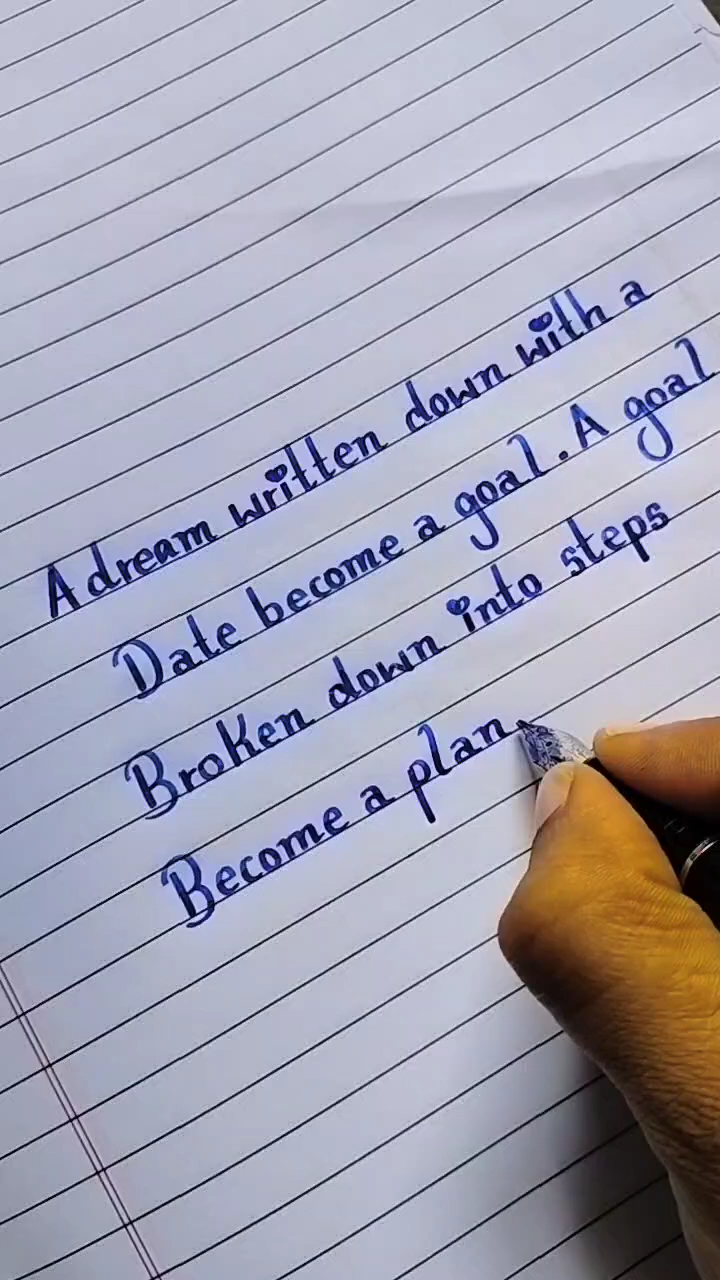 A dream written down with a
Date become a goal. A goal
Broken down into steps
Become a plan